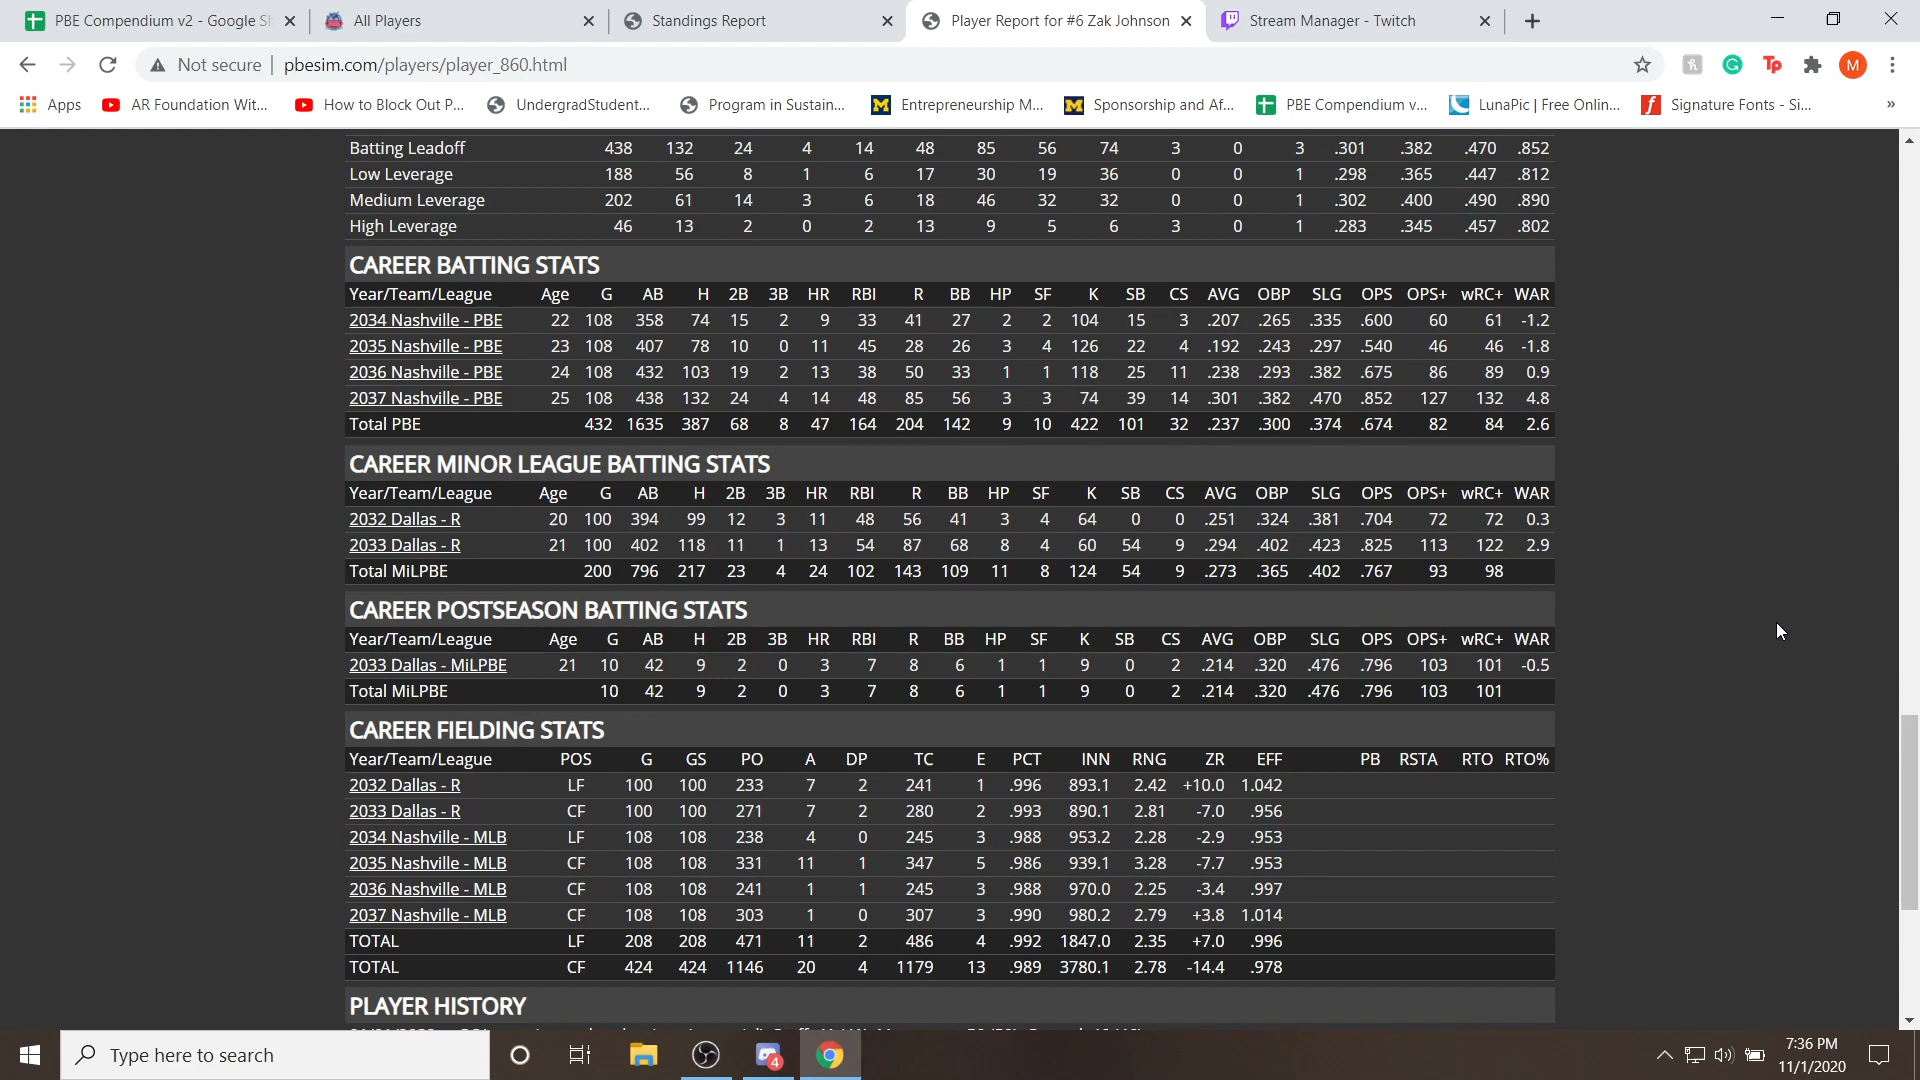 PBE Compendium v2 - Google Sh
All Players
Standings Report
Player Report for #6 Zak Johnson
Stream Manager - Twitch
Not secure | pbesim.com/players/player_860.html
Apps AR Foundation Wit... How to Block Out P... UndergradStudent... Program in Sustain... Entrepreneurship M... Sponsorship and Af... PBE Compendium v... LunaPic | Free Onlin... Signature Fonts - Si... »
Batting Leadoff 438 132 24 4 14 48 85 56 74 3 0 3 .301 .382 .470 .852
Low Leverage 188 56 8 1 6 17 30 19 36 0 0 1 .298 .365 .447 .812
Medium Leverage 202 61 14 3 6 18 46 32 32 0 0 1 .302 .400 .490 .890
High Leverage 46 13 2 0 2 13 9 5 6 3 0 1 .283 .345 .457 .802
CAREER BATTING STATS
Year/Team/League Age G AB H 2B 3B HR RBI R BB HP SF K SB CS AVG OBP SLG OPS OPS+ wRC+ WAR
2034 Nashville - PBE 22 108 358 74 15 2 9 33 41 27 2 2 104 15 3 .207 .265 .335 .600 60 61 -1.2
2035 Nashville - PBE 23 108 407 78 10 0 11 45 28 26 3 4 126 22 4 .192 .243 .297 .540 46 46 -1.8
2036 Nashville - PBE 24 108 432 103 19 2 13 38 50 33 1 1 118 25 11 .238 .293 .382 .675 86 89 0.9
2037 Nashville - PBE 25 108 438 132 24 4 14 48 85 56 3 3 74 39 14 .301 .382 .470 .852 127 132 4.8
Total PBE 432 1635 387 68 8 47 164 204 142 9 10 422 101 32 .237 .300 .374 .674 82 84 2.6
CAREER MINOR LEAGUE BATTING STATS
Year/Team/League Age G AB H 2B 3B HR RBI R BB HP SF K SB CS AVG OBP SLG OPS OPS+ wRC+ WAR
2032 Dallas - R 20 100 394 99 12 3 11 48 56 41 3 4 64 0 0 .251 .324 .381 .704 72 72 0.3
2033 Dallas - R 21 100 402 118 11 1 13 54 87 68 8 4 60 54 9 .294 .402 .423 .825 113 122 2.9
Total MiLPBE 200 796 217 23 4 24 102 143 109 11 8 124 54 9 .273 .365 .402 .767 93 98
CAREER POSTSEASON BATTING STATS
Year/Team/League Age G AB H 2B 3B HR RBI R BB HP SF K SB CS AVG OBP SLG OPS OPS+ wRC+ WAR
2033 Dallas - MiLPBE 21 10 42 9 2 0 3 7 8 6 1 1 9 0 2 .214 .320 .476 .796 103 101 -0.5
Total MiLPBE 10 42 9 2 0 3 7 8 6 1 1 9 0 2 .214 .320 .476 .796 103 101
CAREER FIELDING STATS
Year/Team/League POS G GS PO A DP TC E PCT INN RNG ZR EFF PB RSTA RTO RTO%
2032 Dallas - R LF 100 100 233 7 2 241 1 .996 893.1 2.42 +10.0 1.042
2033 Dallas - R CF 100 100 271 7 2 280 2 .993 890.1 2.81 -7.0 .956
2034 Nashville - MLB LF 108 108 238 4 0 245 3 .988 953.2 2.28 -2.9 .953
2035 Nashville - MLB CF 108 108 331 11 1 347 5 .986 939.1 3.28 -7.7 .953
2036 Nashville - MLB CF 108 108 241 1 1 245 3 .988 970.0 2.25 -3.4 .997
2037 Nashville - MLB CF 108 108 303 1 0 307 3 .990 980.2 2.79 +3.8 1.014
TOTAL LF 208 208 471 11 2 486 4 .992 1847.0 2.35 +7.0 .996
TOTAL CF 424 424 1146 20 4 1179 13 .989 3780.1 2.78 -14.4 .978
PLAYER HISTORY
Type here to search
4
7:36 PM
11/1/2020